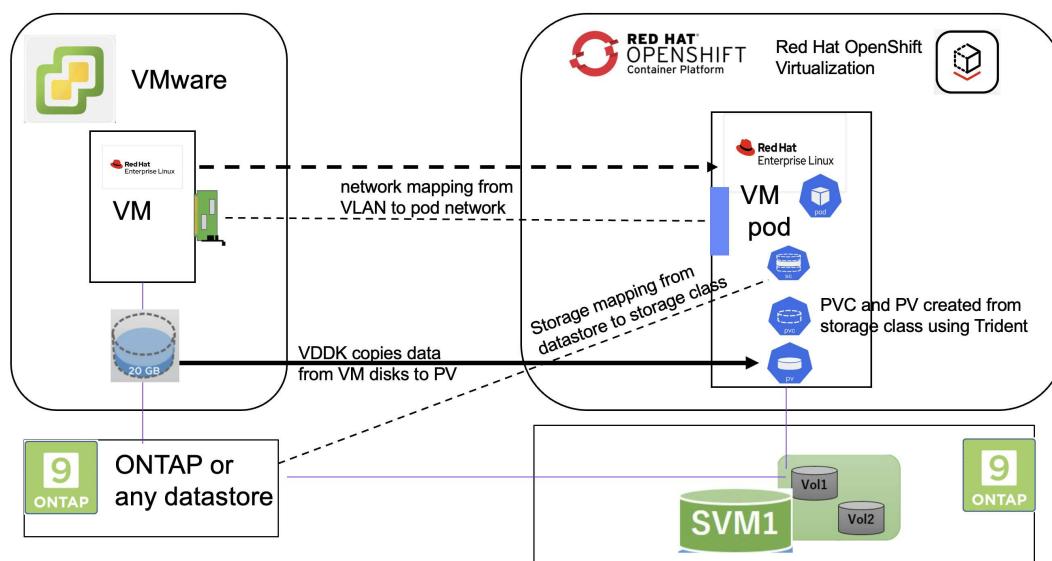 VMware
Red Hat
Enterprise Linux
VM
20 GB
9
ONTAP
ONTAP or
any datastore
network mapping from
VLAN to pod network
Storage mapping from
datastore to storage class
VDDK copies data
from VM disks to PV
RED HAT®
OPENSHIFT
Container Platform
Red Hat OpenShift
Virtualization
Red Hat
Enterprise Linux
VM
pod
pod
sc
pvc
pv
PVC and PV created from
storage class using Trident
SVM1
Vol1
Vol2
9
ONTAP